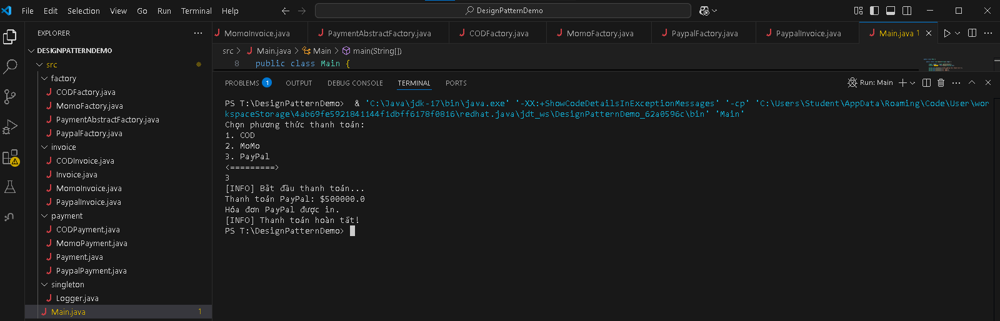 File Edit Selection View Go Run Terminal Help
DesignPatternDemo
EXPLORER
DESIGNPATTERNDEMO
src
factory
CODFactory.java
MomoFactory.java
PaymentAbstractFactory.java
PaypalFactory.java
invoice
CODInvoice.java
Invoice.java
MomoInvoice.java
PaypalInvoice.java
payment
CODPayment.java
MomoPayment.java
Payment.java
PaypalPayment.java
singleton
Logger.java
Main.java 1
MomoInvoice.java PaymentAbstractFactory.java CODFactory.java MomoFactory.java PaypalFactory.java PaypalInvoice.java Main.java 1
src > Main.java > Main > main(String[])
8 public class Main {
PROBLEMS 1 OUTPUT DEBUG CONSOLE TERMINAL PORTS
Run: Main
PS T:\DesignPatternDemo> & 'C:\Java\jdk-17\bin\java.exe' '-XX:+ShowCodeDetailsInExceptionMessages' '-cp' 'C:\Users\Student\AppData\Roaming\Code\User\wor
kspaceStorage\4ab69fe5921841144f1dbff6178f0816\redhat.java\jdt_ws\DesignPatternDemo_62a0596c\bin' 'Main'
Chọn phương thức thanh toán:
1. COD
2. MoMo
3. PayPal
<=========>
3
[INFO] Bắt đầu thanh toán...
Thanh toán PayPal: $500000.0
Hóa đơn PayPal được in.
[INFO] Thanh toán hoàn tất!
PS T:\DesignPatternDemo>